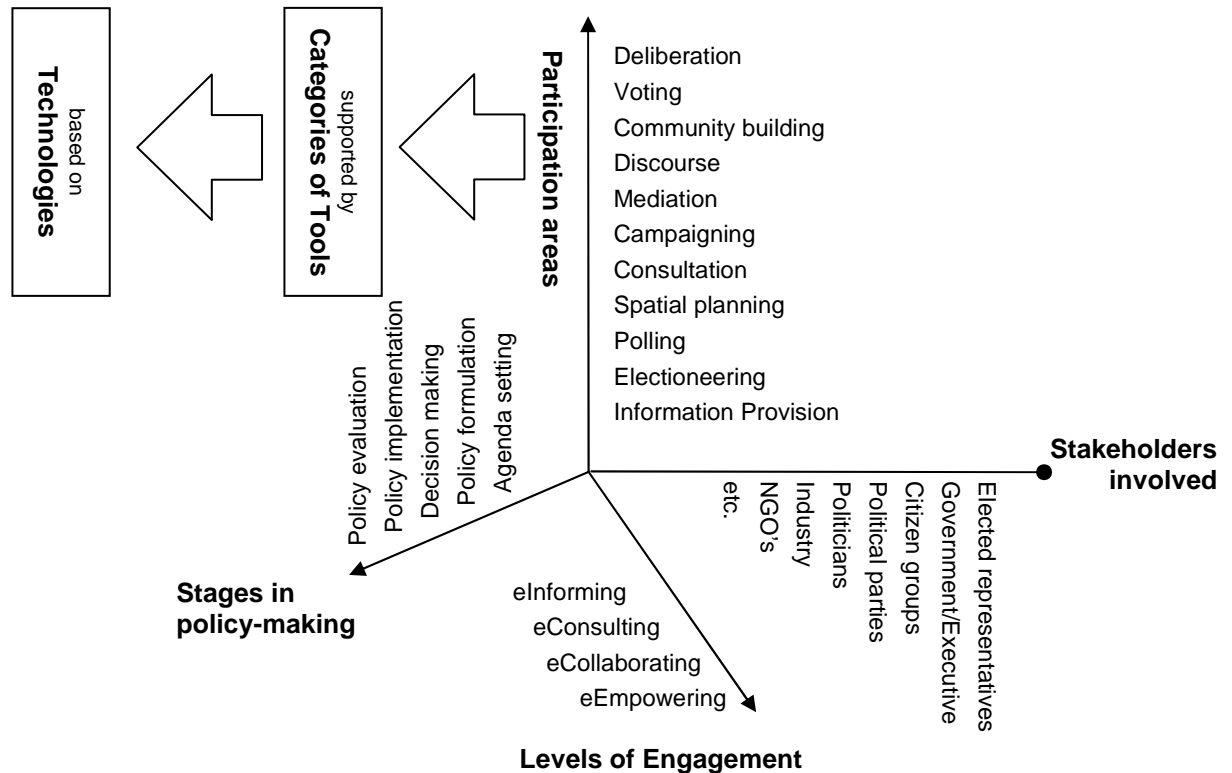 based on
Technologies
supported by
Categories of Tools
Participation areas
Deliberation
Voting
Community building
Discourse
Mediation
Campaigning
Consultation
Spatial planning
Polling
Electioneering
Information Provision
Policy evaluation
Policy implementation
Decision making
Policy formulation
Agenda setting
Stakeholders
involved
etc.
NGO's
Industry
Politicians
Political parties
Citizen groups
Government/Executive
Elected representatives
Stages in
policy-making
eInforming
eConsulting
eCollaborating
eEmpowering
Levels of Engagement